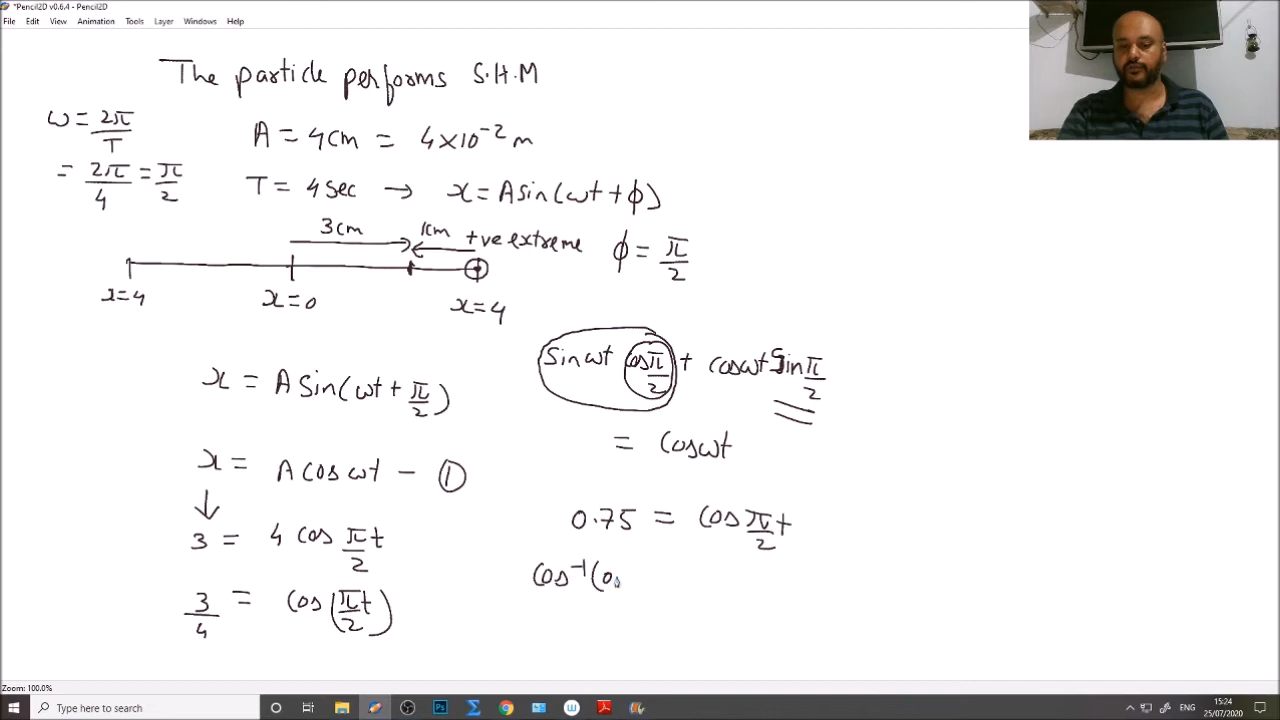 *Pencil2D v0.6.4 - Pencil2D
File Edit View Animation Tools Layer Windows Help
The particle performs S.H.M
ω = 2π/T
= 2π/4 = π/2
A = 4cm = 4×10⁻² m
T = 4 sec → x = A sin(ωt + ϕ)
3cm 1cm +ve extreme
ϕ = π/2
x=4 x=0 x=4
Sin ωt cos π/2 + cos ωt Sin π/2
= cos ωt
x = A Sin(ωt + π/2)
x = A cos ωt – ①
↓
3 = 4 cos π/2 t
3/4 = cos(π/2 t)
0.75 = cos π/2 t
cos⁻¹(0.
Zoom: 100.0%
Type here to search
ENG
15:24
25/07/2020